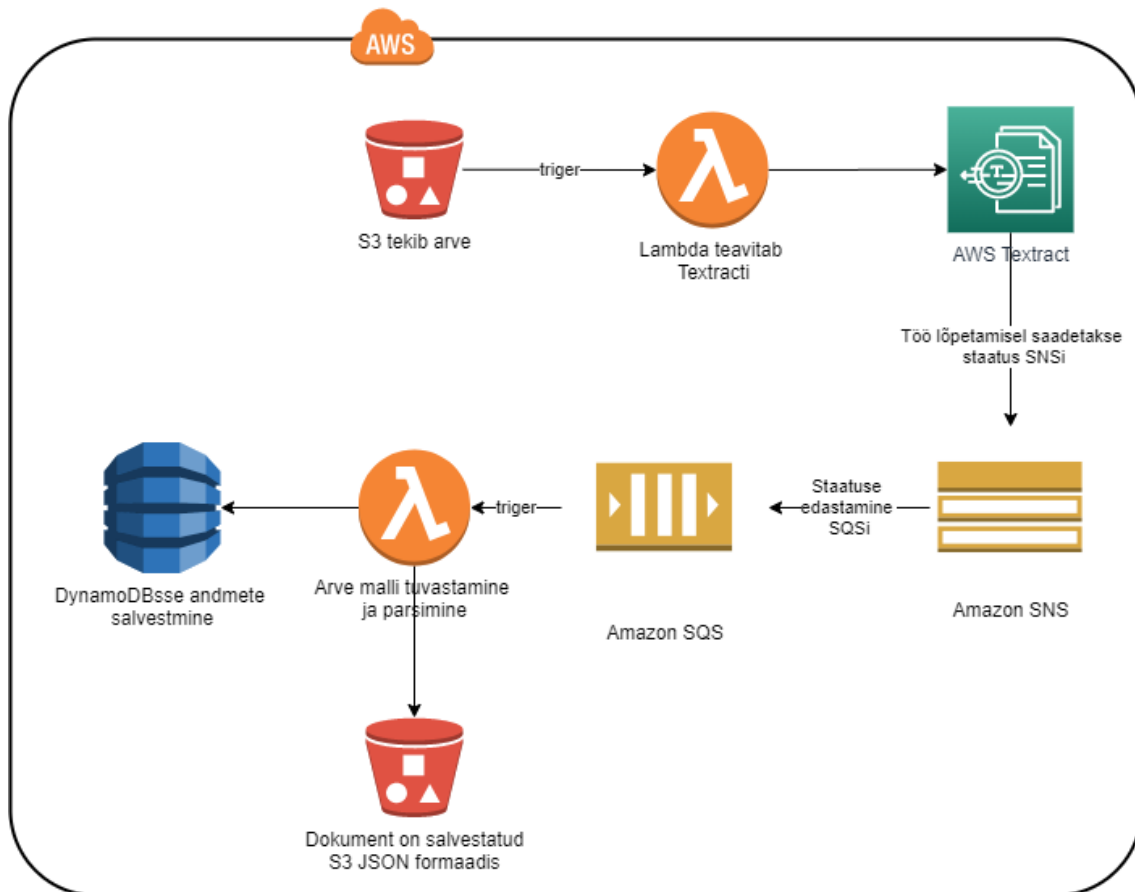 AWS
triger
S3 tekib arve
Lambda teavitab
Textracti
AWS Textract
Töö lõpetamisel saadetakse
staatus SNSi
Staatuse
edastamine
SQSi
triger
DynamoDBsse andmete
salvestmine
Arve malli tuvastamine
ja parsimine
Amazon SQS
Amazon SNS
Dokument on salvestatud
S3 JSON formaadis